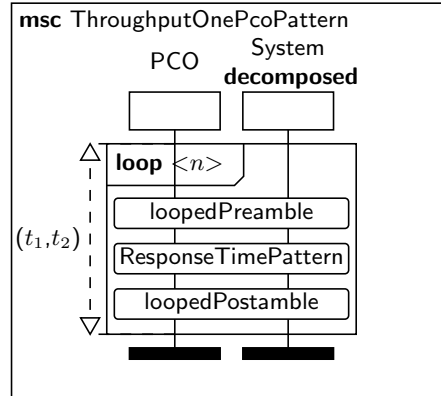 msc ThroughputOnePcoPattern
System
PCO
decomposed
loop <n>
loopedPreamble
(t₁,t₂)
ResponseTimePattern
loopedPostamble